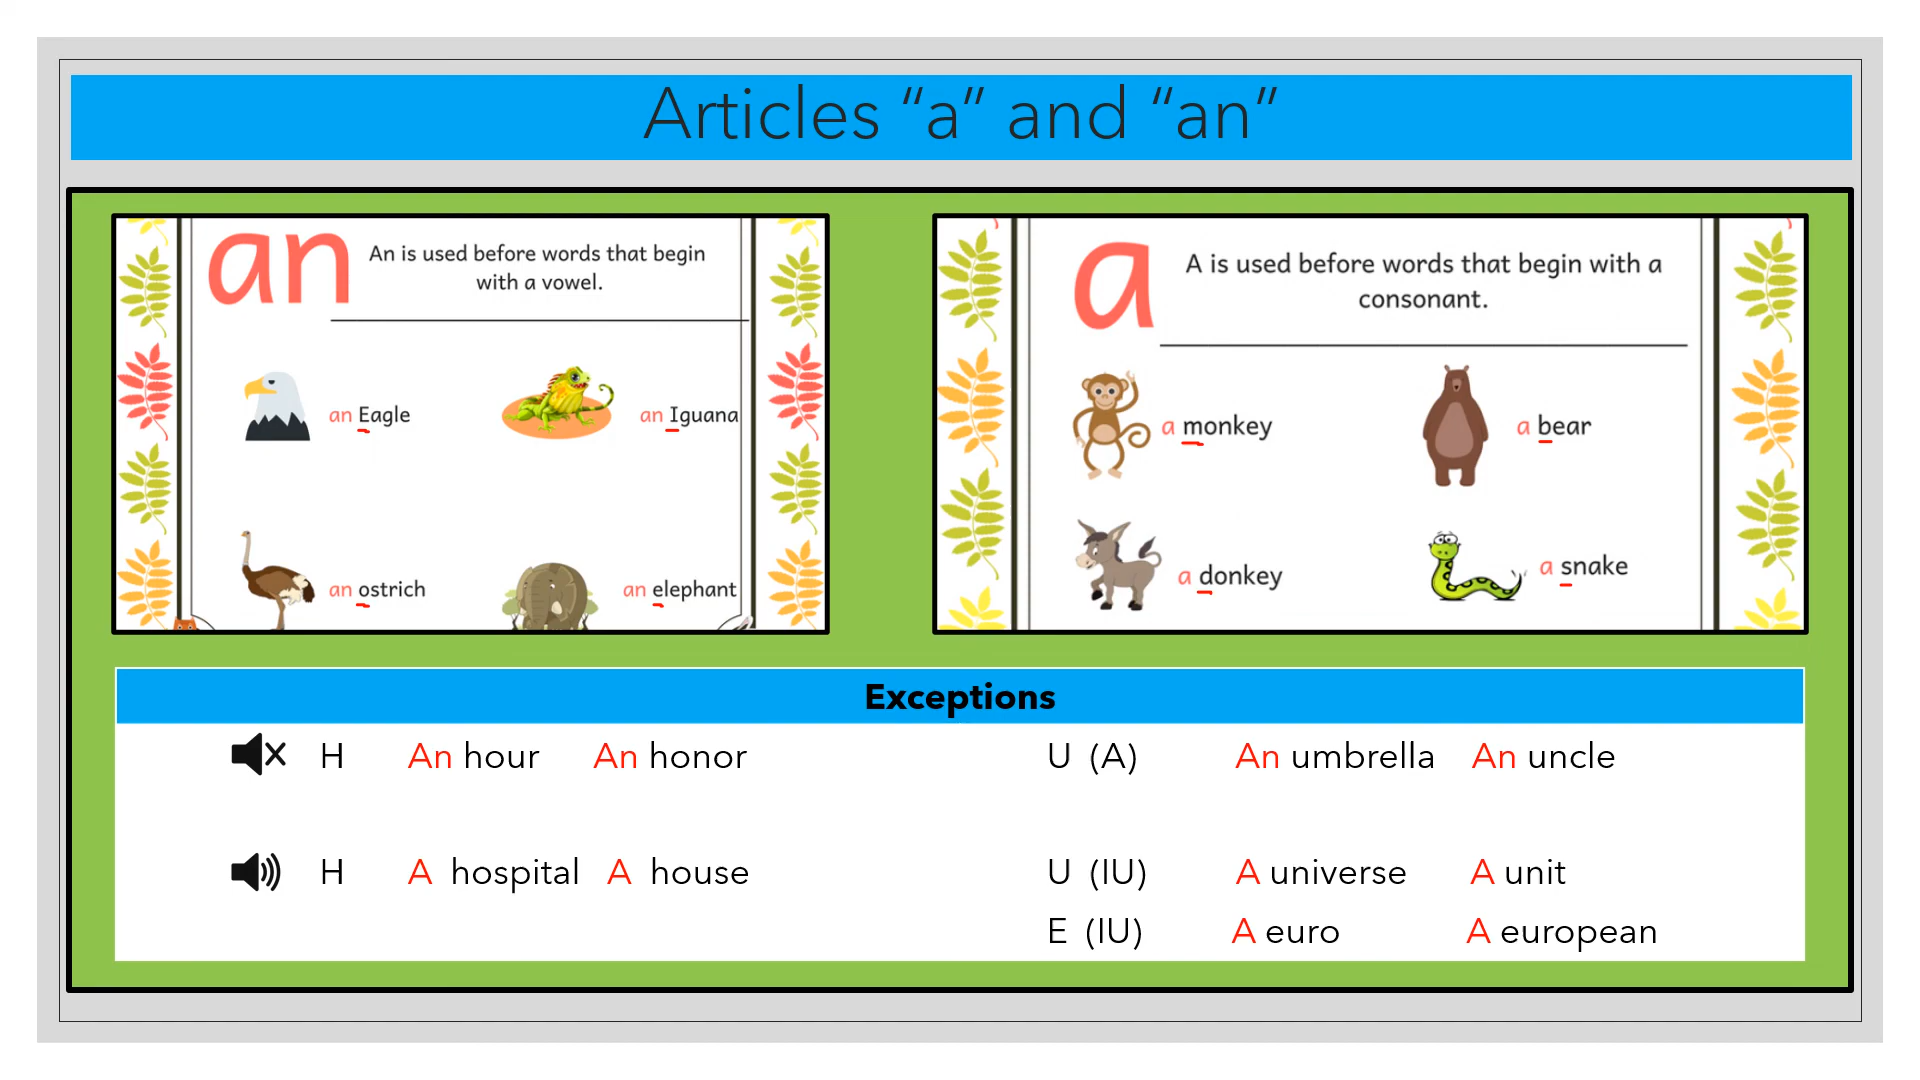 Articles “a” and “an”
an
An is used before words that begin
with a vowel.
an Eagle
an Iguana
an ostrich
an elephant
a
A is used before words that begin with a
consonant.
a monkey
a bear
a donkey
a snake
Exceptions
H An hour An honor
U (A) An umbrella An uncle
H A hospital A house
U (IU) A universe A unit
E (IU) A euro A european